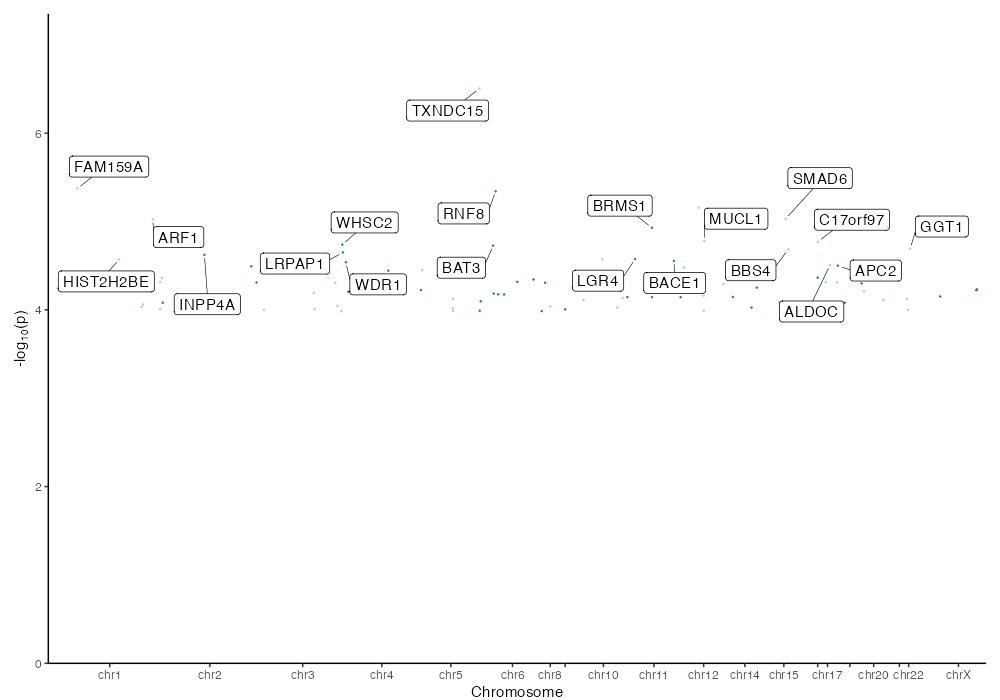 TXNDC15
6
FAM159A
SMAD6
BRMS1
RNF8
WHSC2
MUCL1
C17orf97
GGT1
ARF1
LRPAP1
BAT3
BBS4
APC2
HIST2H2BE
WDR1
LGR4
BACE1
INPP4A
ALDOC
4
-log10(p)
2
0
chr1 chr2 chr3 chr4 chr5 chr6 chr8 chr10 chr11 chr12 chr14 chr15 chr17 chr20 chr22 chrX
Chromosome